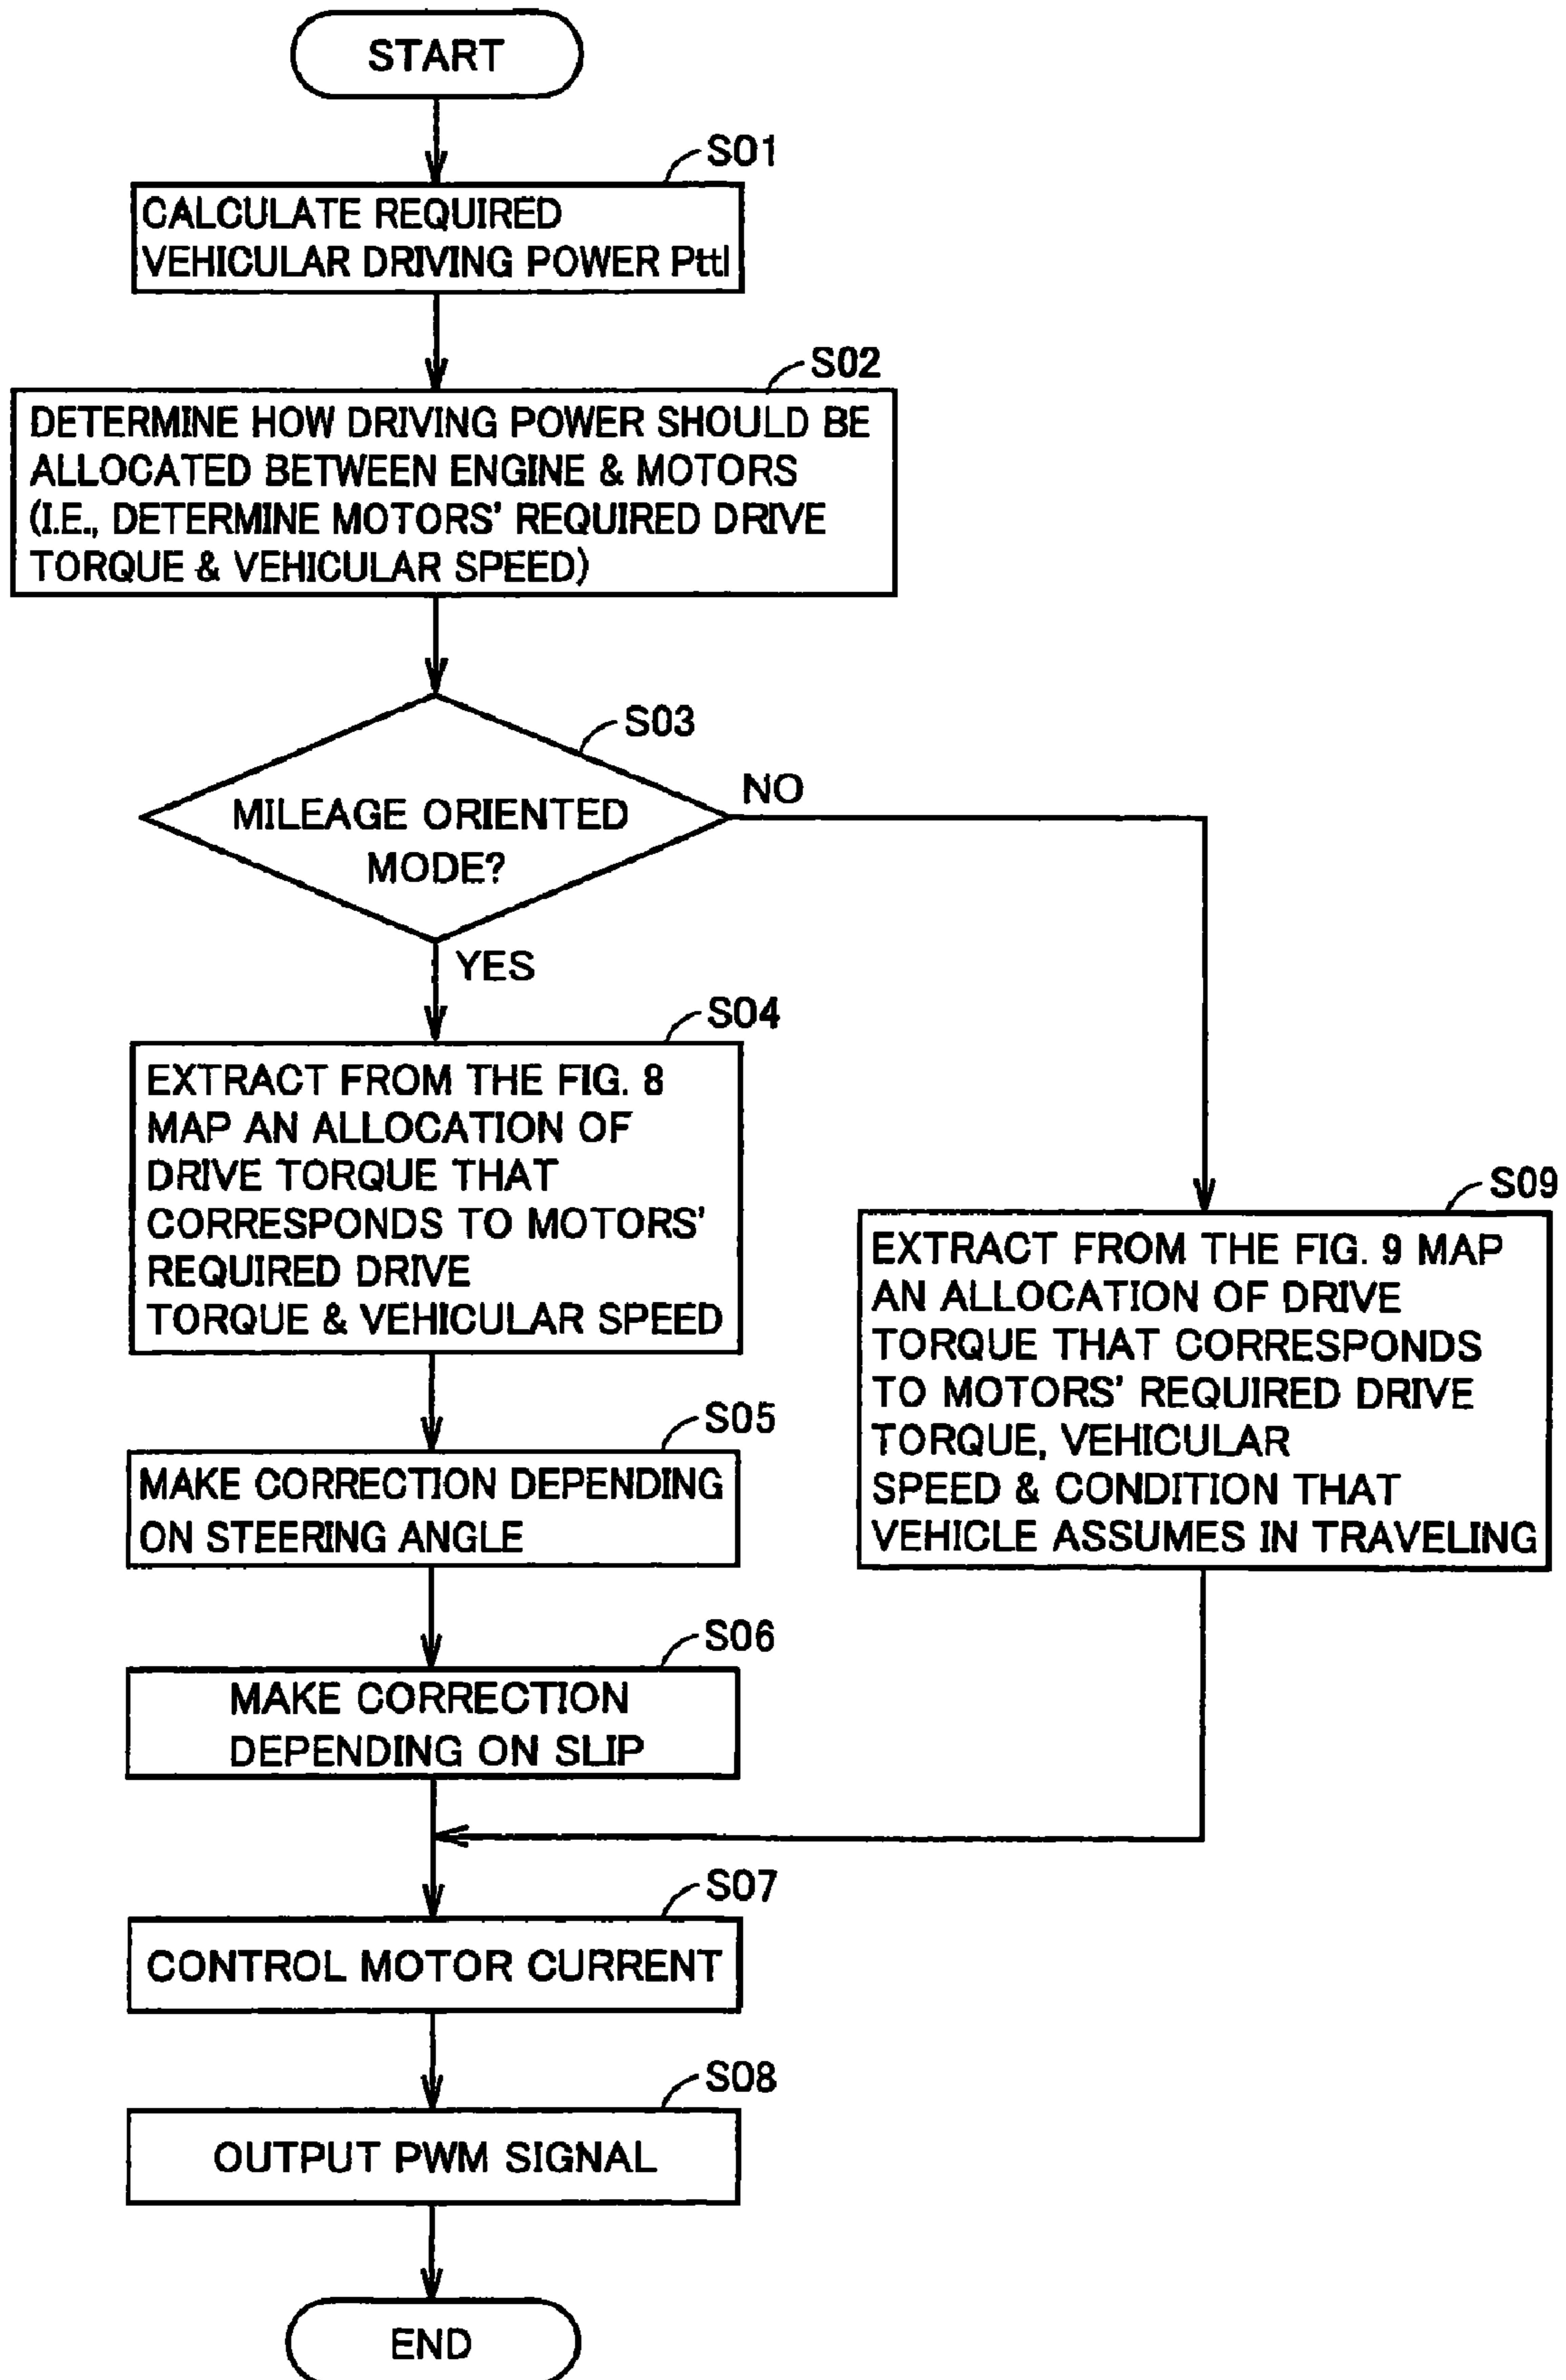 START
S01
CALCULATE REQUIRED
VEHICULAR DRIVING POWER Pttl
S02
DETERMINE HOW DRIVING POWER SHOULD BE
ALLOCATED BETWEEN ENGINE & MOTORS
(I.E., DETERMINE MOTORS' REQUIRED DRIVE
TORQUE & VEHICULAR SPEED)
S03
MILEAGE ORIENTED
MODE?
NO
YES
S04
EXTRACT FROM THE FIG. 8
MAP AN ALLOCATION OF
DRIVE TORQUE THAT
CORRESPONDS TO MOTORS'
REQUIRED DRIVE
TORQUE & VEHICULAR SPEED
S09
EXTRACT FROM THE FIG. 9 MAP
AN ALLOCATION OF DRIVE
TORQUE THAT CORRESPONDS
TO MOTORS' REQUIRED DRIVE
TORQUE, VEHICULAR
SPEED & CONDITION THAT
VEHICLE ASSUMES IN TRAVELING
S05
MAKE CORRECTION DEPENDING
ON STEERING ANGLE
S06
MAKE CORRECTION
DEPENDING ON SLIP
S07
CONTROL MOTOR CURRENT
S08
OUTPUT PWM SIGNAL
END